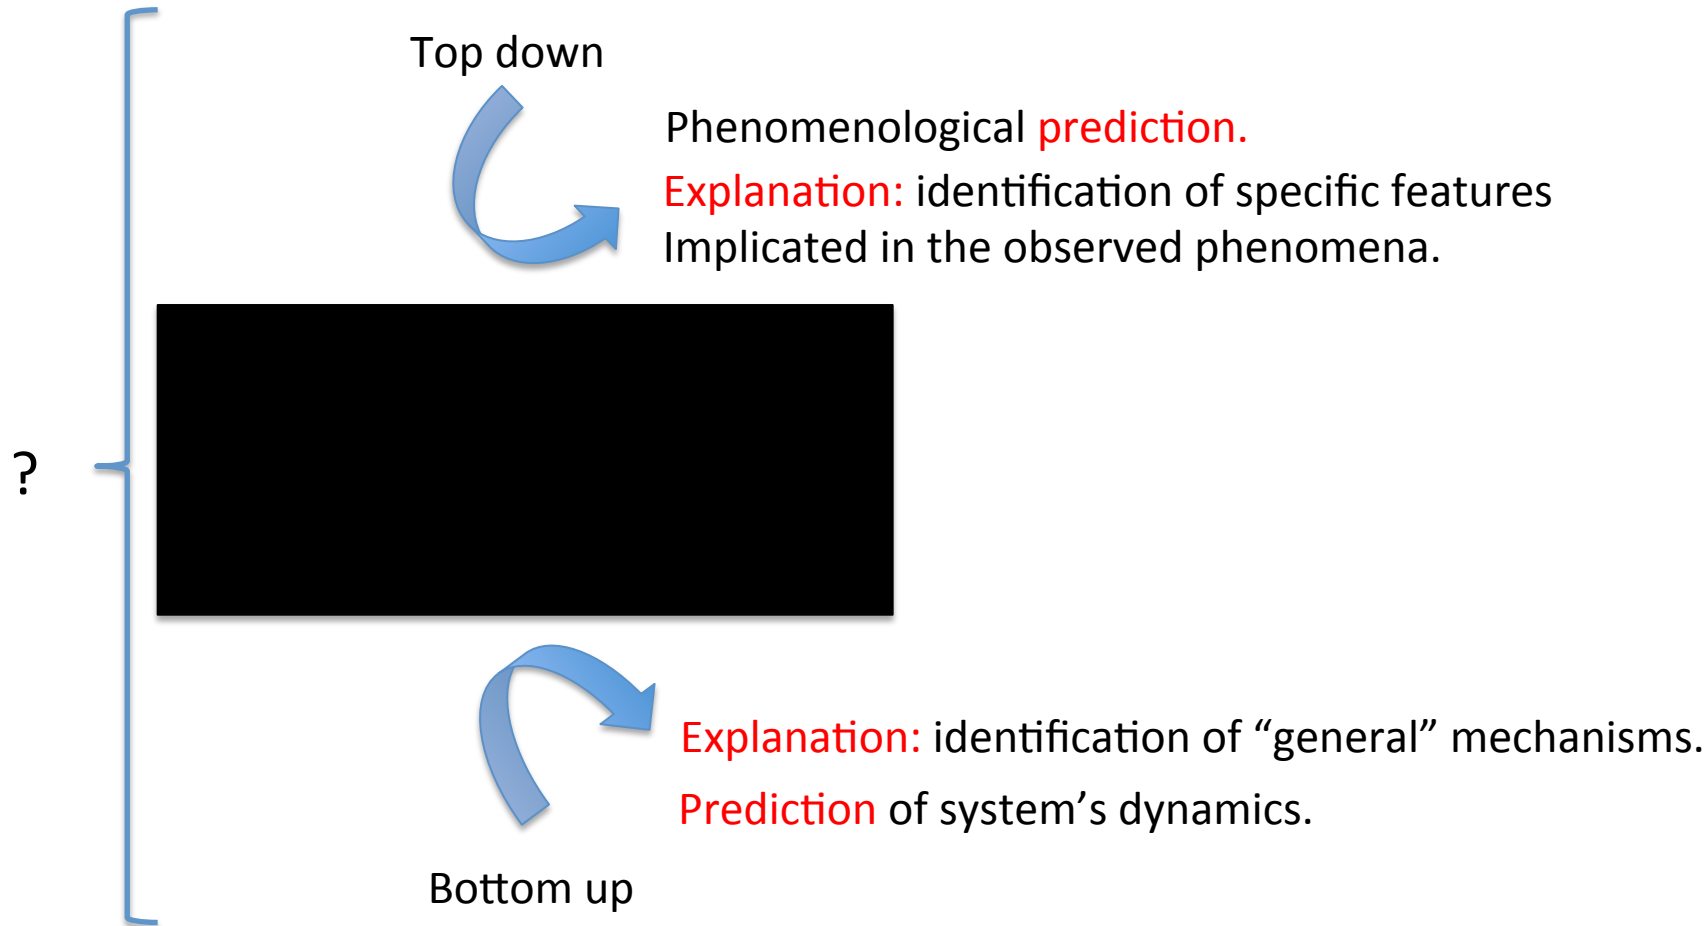 Top down
Phenomenological prediction.
Explanation: identification of specific features
Implicated in the observed phenomena.
?
Explanation: identification of “general” mechanisms.
Prediction of system’s dynamics.
Bottom up